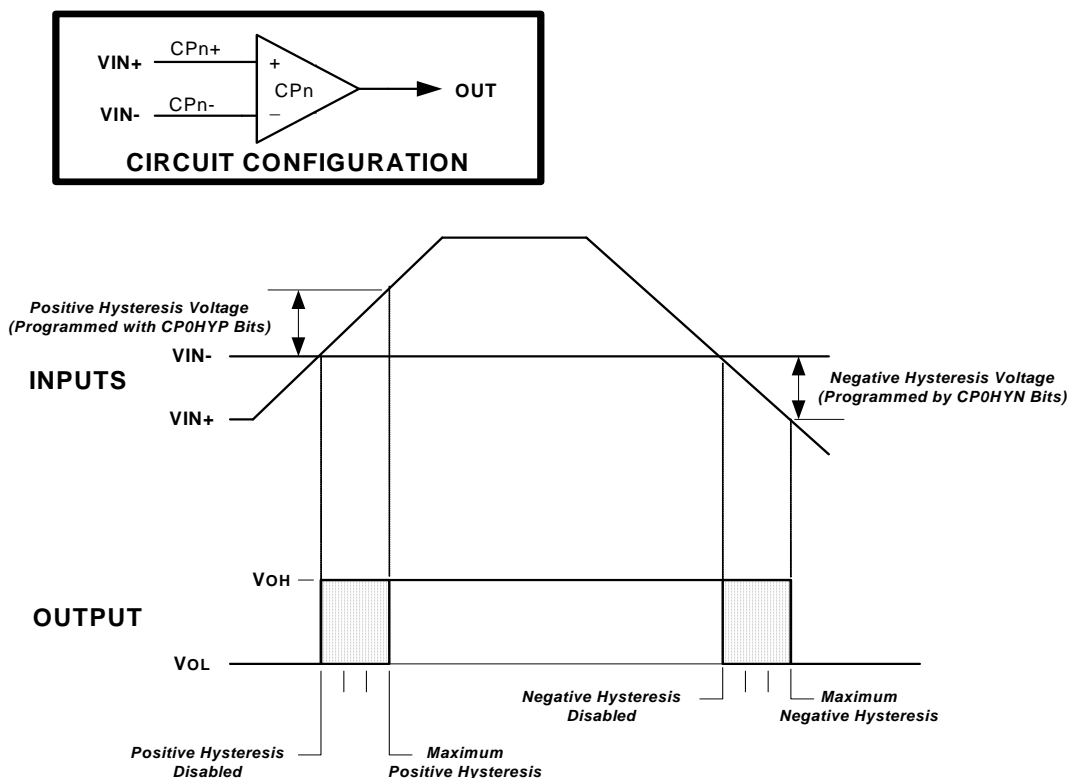 VIN+
CPn+
+
CPn
OUT
VIN-
CPn-
_
CIRCUIT CONFIGURATION
Positive Hysteresis Voltage
(Programmed with CP0HYP Bits)
VIN-
INPUTS
Negative Hysteresis Voltage
(Programmed by CP0HYN Bits)
VIN+
VOH
OUTPUT
VOL
Negative Hysteresis
Disabled
Maximum
Negative Hysteresis
Positive Hysteresis
Disabled
Maximum
Positive Hysteresis